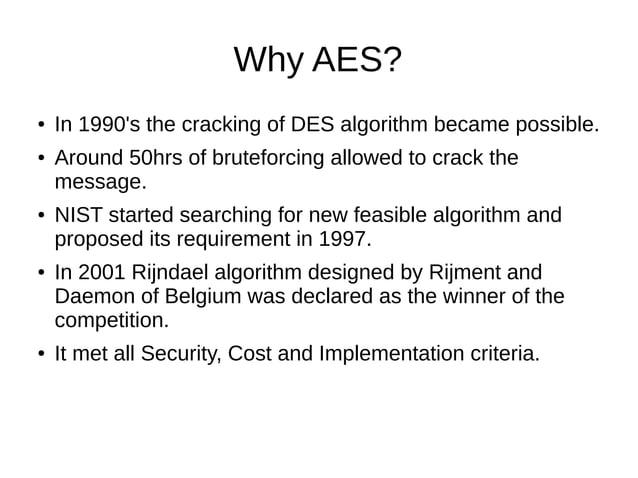 Why AES?
• In 1990's the cracking of DES algorithm became possible.
• Around 50hrs of bruteforcing allowed to crack the
message.
• NIST started searching for new feasible algorithm and
proposed its requirement in 1997.
• In 2001 Rijndael algorithm designed by Rijment and
Daemon of Belgium was declared as the winner of the
competition.
• It met all Security, Cost and Implementation criteria.